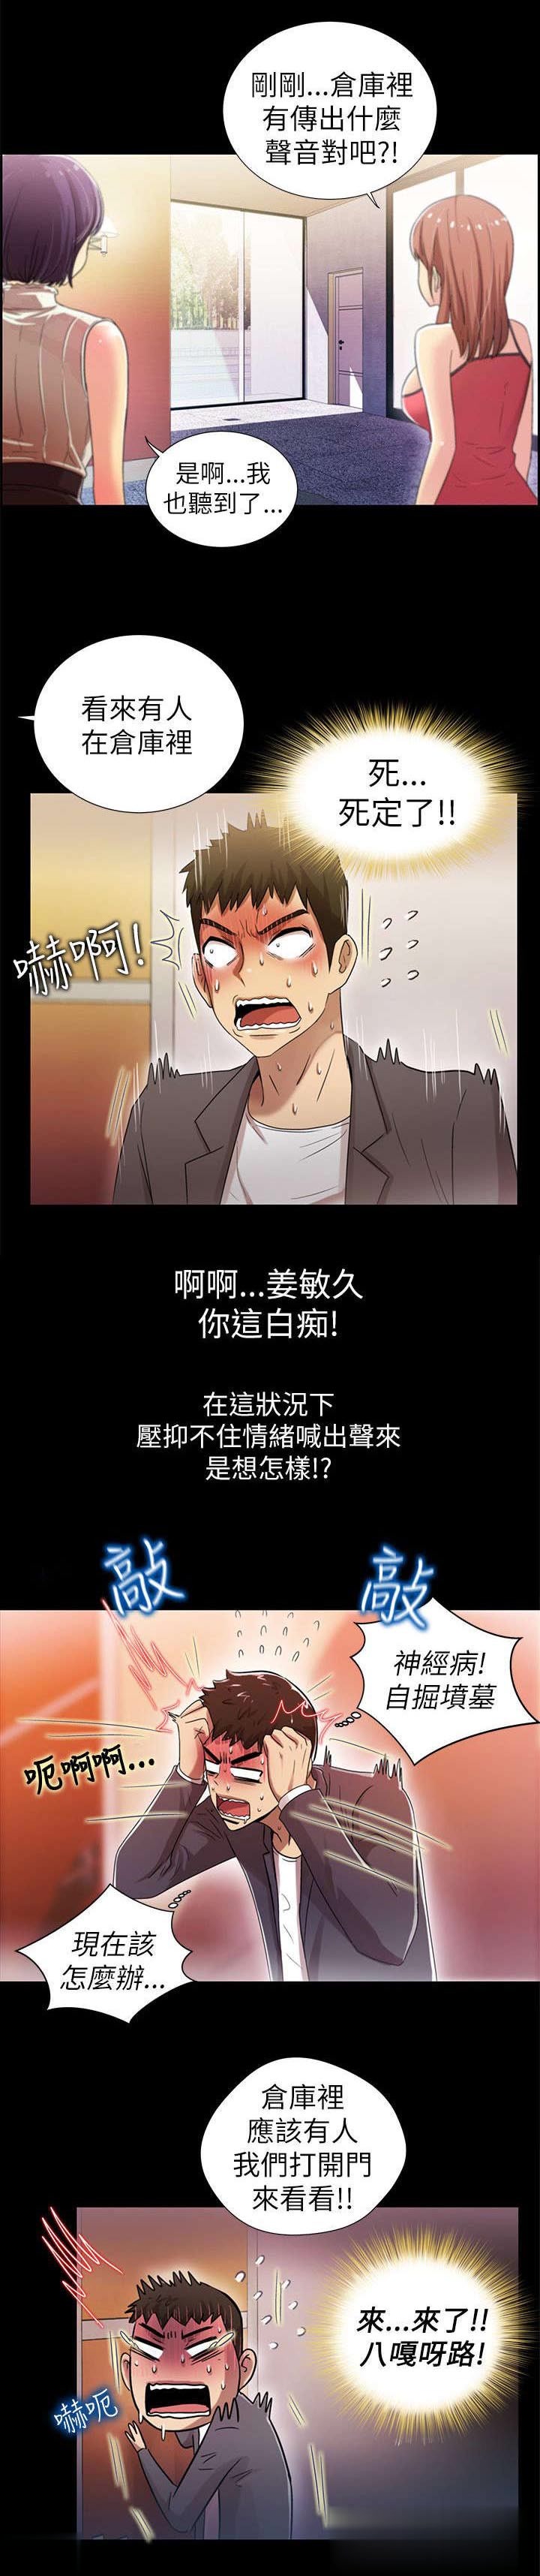 剛剛...倉庫裡
有傳出什麼
聲音對吧?!
是啊...我
也聽到了...
看來有人
在倉庫裡
死...
死定了!!
嚇啊!
啊啊...姜敏久
你這白痴!
在這狀況下
壓抑不住情緒喊出聲來
是想怎樣!?
敲
敲
神經病!
自掘墳墓
呃啊啊...
現在該
怎麼辦...
倉庫裡
應該有人
我們打開門
來看看!!
來...來了!!
八嘎呀路!
嚇呃